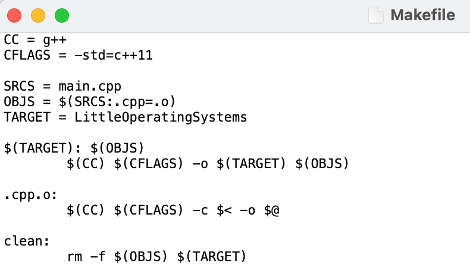 Makefile
CC = g++
CFLAGS = -std=c++11
SRCS = main.cpp
OBJS = $(SRCS:.cpp=.o)
TARGET = LittleOperatingSystems
$(TARGET): $(OBJS)
$(CC) $(CFLAGS) -o $(TARGET) $(OBJS)
.cpp.o:
$(CC) $(CFLAGS) -c $< -o $@
clean:
rm -f $(OBJS) $(TARGET)